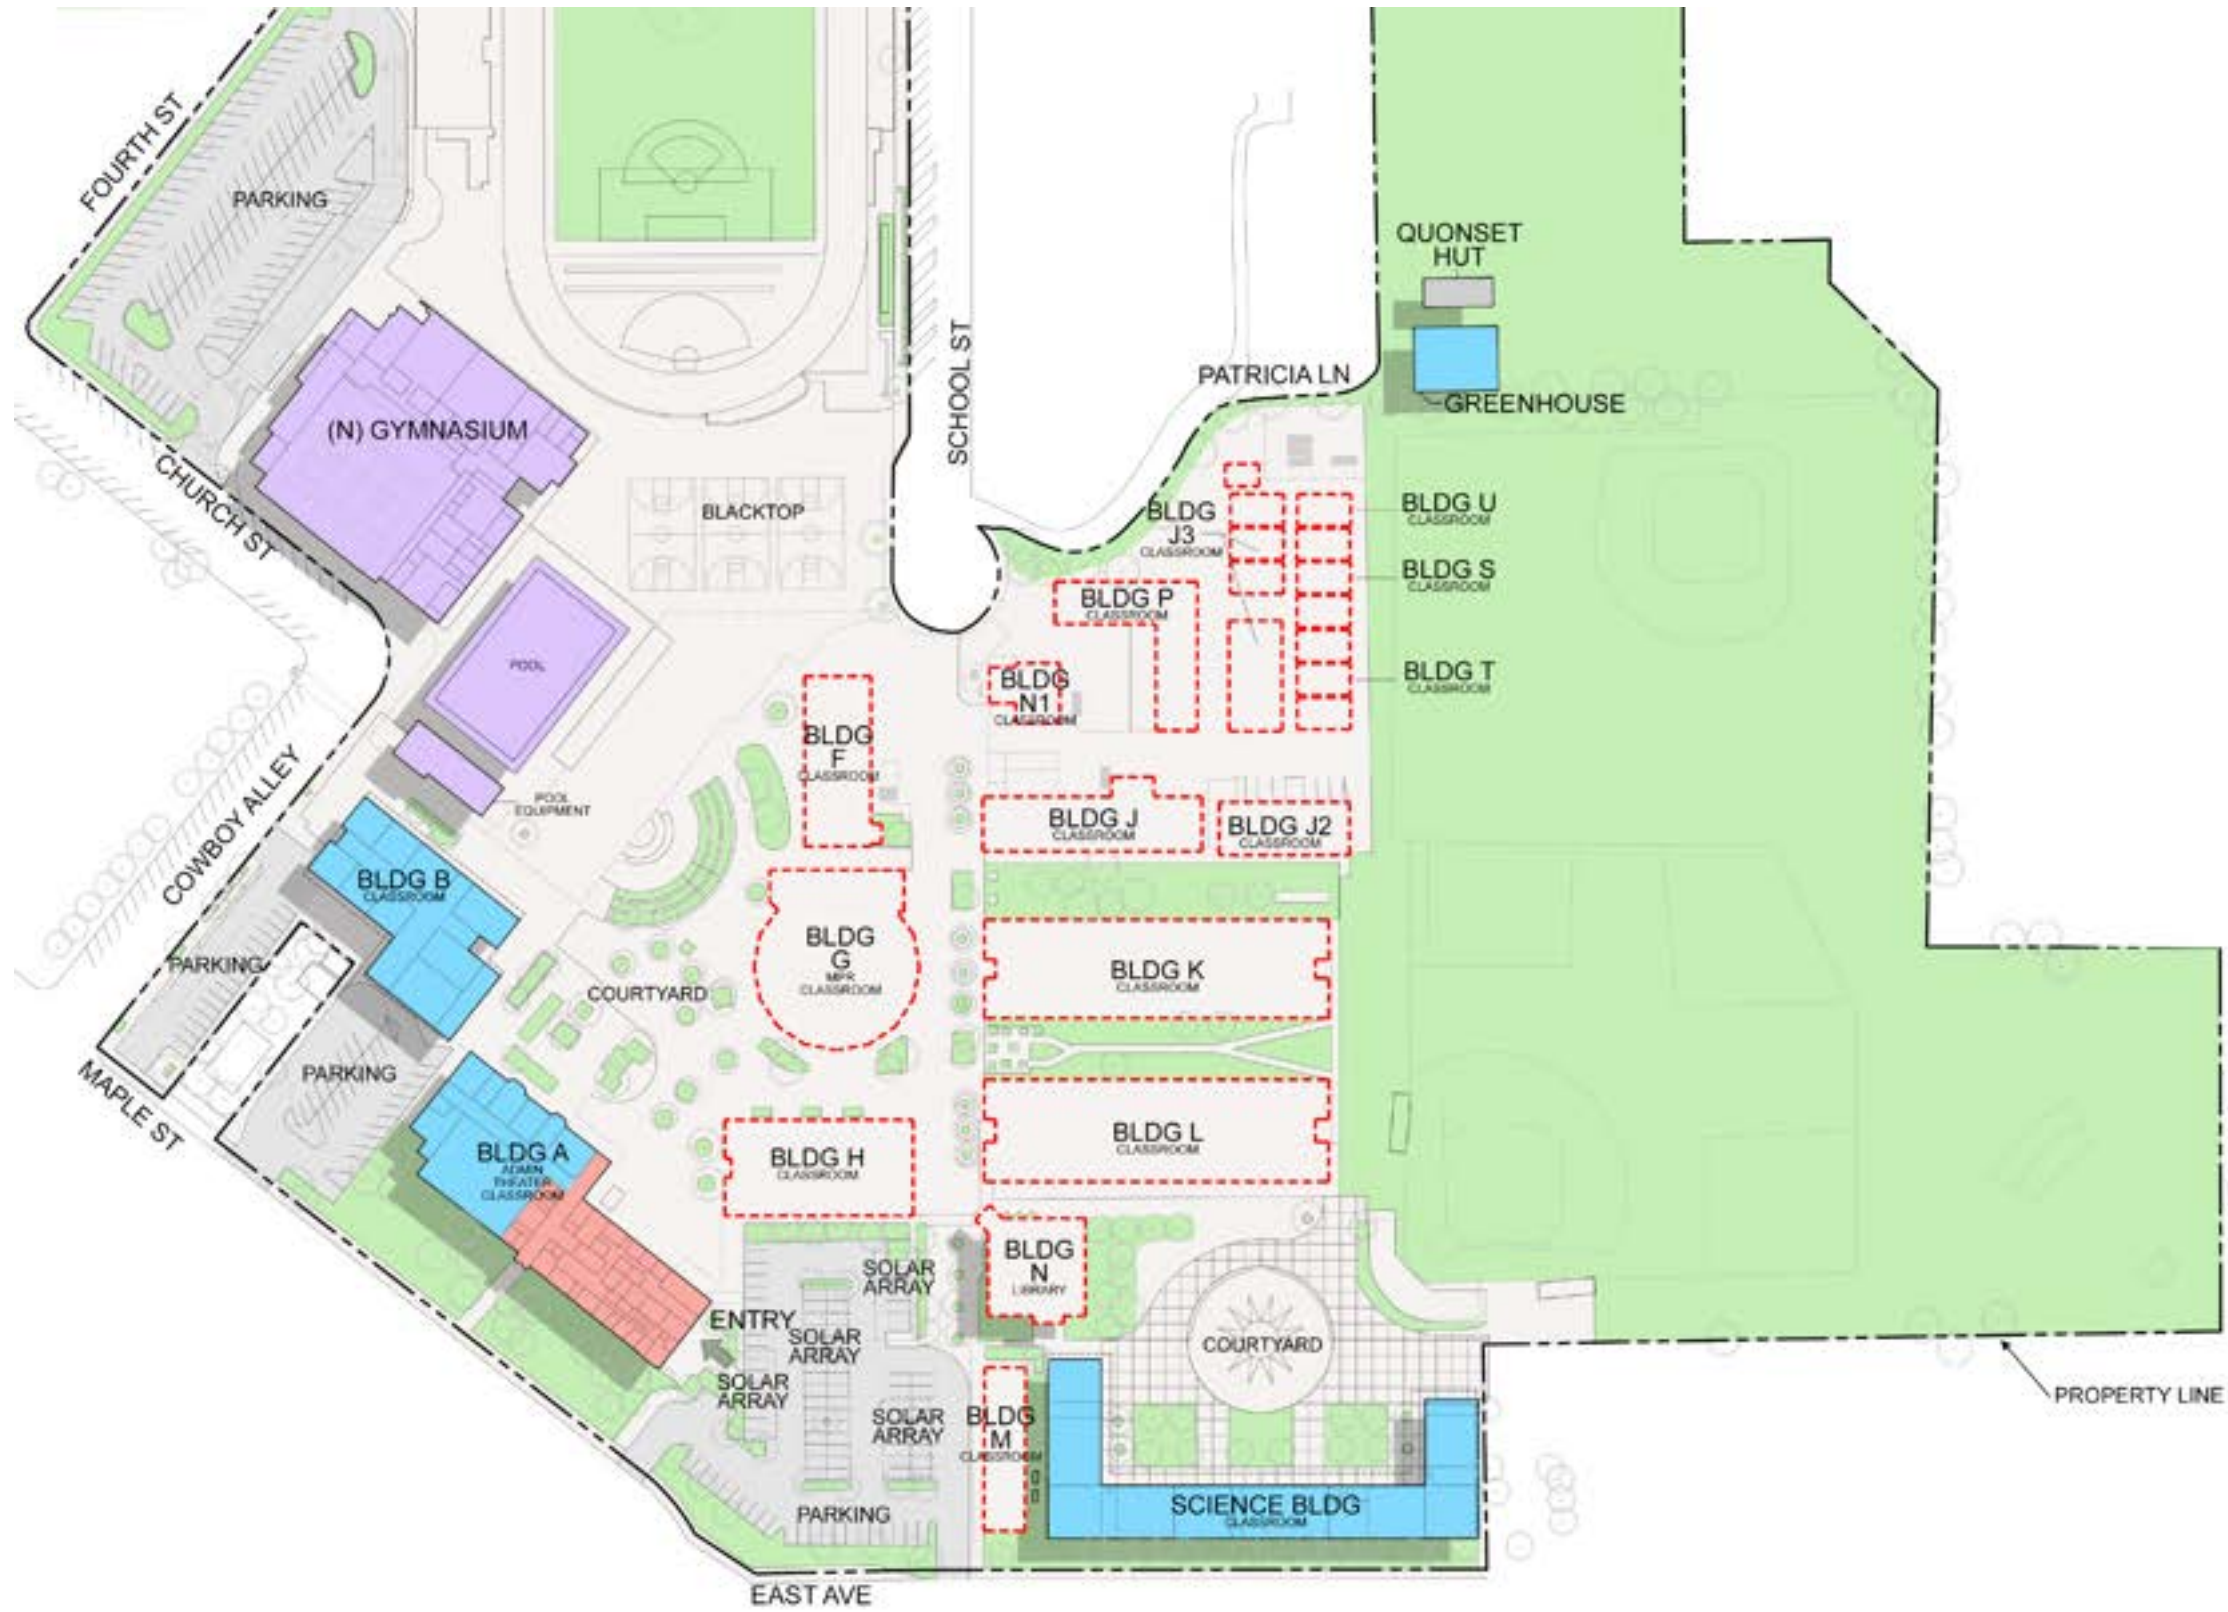 FOURTH ST
PARKING
QUONSET
HUT
PATRICIA LN
GREENHOUSE
SCHOOL ST
(N) GYMNASIUM
CHURCH ST
BLACKTOP
BLDG
J3
CLASSROOM
BLDG U
CLASSROOM
BLDG S
CLASSROOM
BLDG P
CLASSROOM
BLDG T
CLASSROOM
POOL
BLDG
N1
CLASSROOM
BLDG
F
CLASSROOM
POOL
EQUIPMENT
COWBOY ALLEY
BLDG J
CLASSROOM
BLDG J2
CLASSROOM
BLDG B
CLASSROOM
PARKING
COURTYARD
BLDG
G
MPR
CLASSROOM
BLDG K
CLASSROOM
PARKING
MAPLE ST
BLDG A
ADMIN
THEATER
CLASSROOM
BLDG H
CLASSROOM
BLDG L
CLASSROOM
BLDG
N
LIBRARY
SOLAR
ARRAY
ENTRY
SOLAR
ARRAY
COURTYARD
SOLAR
ARRAY
SOLAR
ARRAY
BLDG
M
CLASSROOM
PROPERTY LINE
PARKING
SCIENCE BLDG
CLASSROOM
EAST AVE